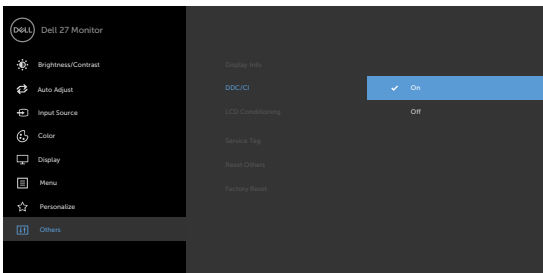 DELL
Dell 27 Monitor
Brightness/Contrast
Auto Adjust
Input Source
Color
Display
Menu
Personalize
Others
Display Info
DDC/CI
LCD Conditioning
Service Tag
Reset Others
Factory Reset
On
Off